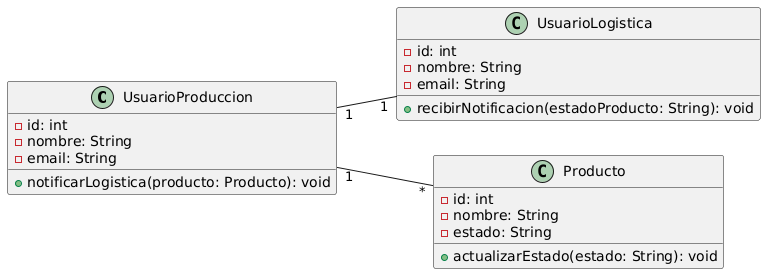 C UsuarioLogistica
id: int
nombre: String
email: String
recibirNotificacion(estadoProducto: String): void
C UsuarioProduccion
id: int
nombre: String
email: String
notificarLogistica(producto: Producto): void
1
1
1
*
C Producto
id: int
nombre: String
estado: String
actualizarEstado(estado: String): void